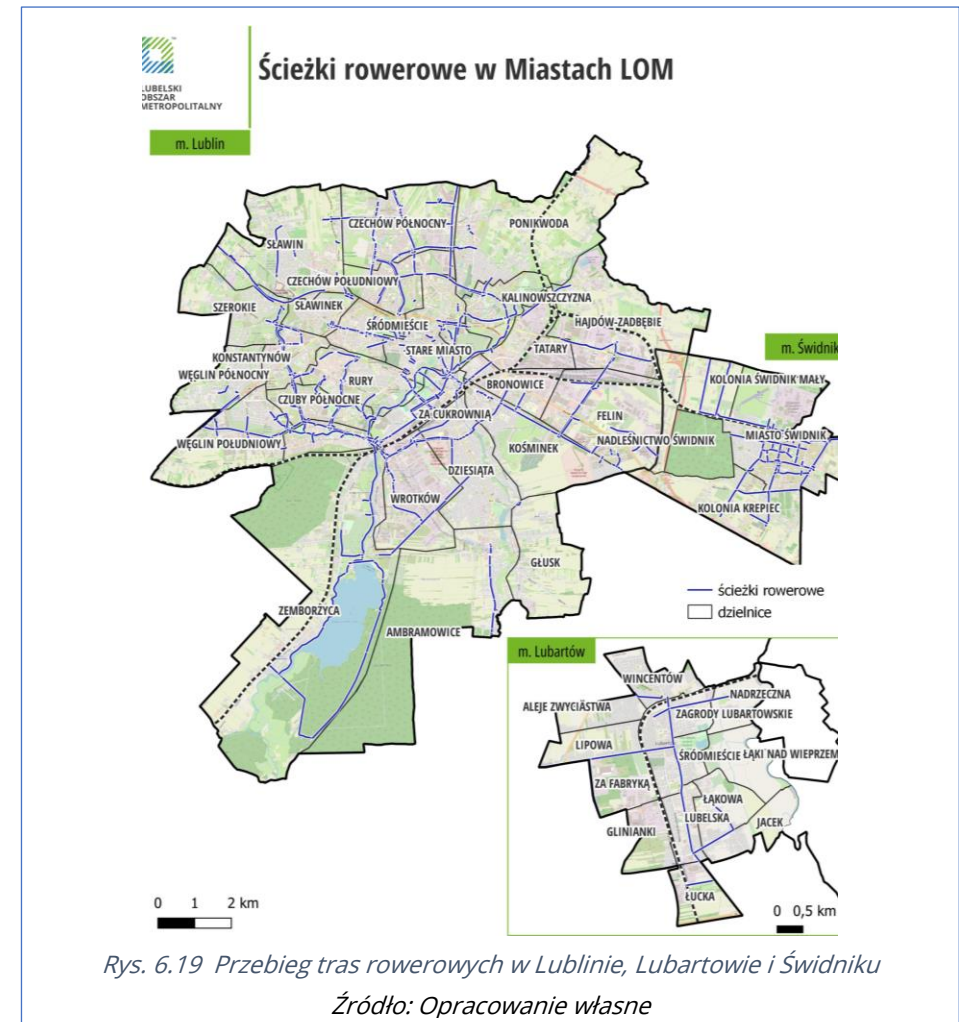 LUBELSKI
OBSZAR
METROPOLITALNY
Ścieżki rowerowe w Miastach LOM
m. Lublin
PONIKWODA
CZECHÓW PÓŁNOCNY
SŁAWIN
CZECHÓW POŁUDNIOWY
KALINOWSZCZYZNA
SZEROKIE
SŁAWINEK
ŚRÓDMIEŚCIE
HAJDÓW-ZADĘBIE
STARE MIASTO
TATARY
m. Świdnik
KONSTANTYNÓW
WĘGLIN PÓŁNOCNY
RURY
BRONOWICE
KOLONIA ŚWIDNIK MAŁY
CZUBY PÓŁNOCNE
ZA CUKROWNIĄ
FELIN
WĘGLIN POŁUDNIOWY
KOŚMINEK
NADLEŚNICTWO ŚWIDNIK
MIASTO ŚWIDNIK
DZIESIĄTA
WROTKÓW
KOLONIA KREPIEC
GŁUSK
ścieżki rowerowe
dzielnice
ZEMBORZYCA
AMBRAMOWICE
m. Lubartów
WINCENTÓW
NADRZECZNA
ALEJE ZWYCIĂSTWA
ZAGRODY LUBARTOWSKIE
LIPOWA
ŚRÓDMIEŚCIE
ŁĄKI NAD WIEPRZEM
ZA FABRYKĄ
ŁĄKOWA
LUBELSKA
JACEK
GLINIANKI
ŁUCKA
0 1 2 km
0 0,5 km
Rys. 6.19 Przebieg tras rowerowych w Lublinie, Lubartowie i Świdniku
Źródło: Opracowanie własne